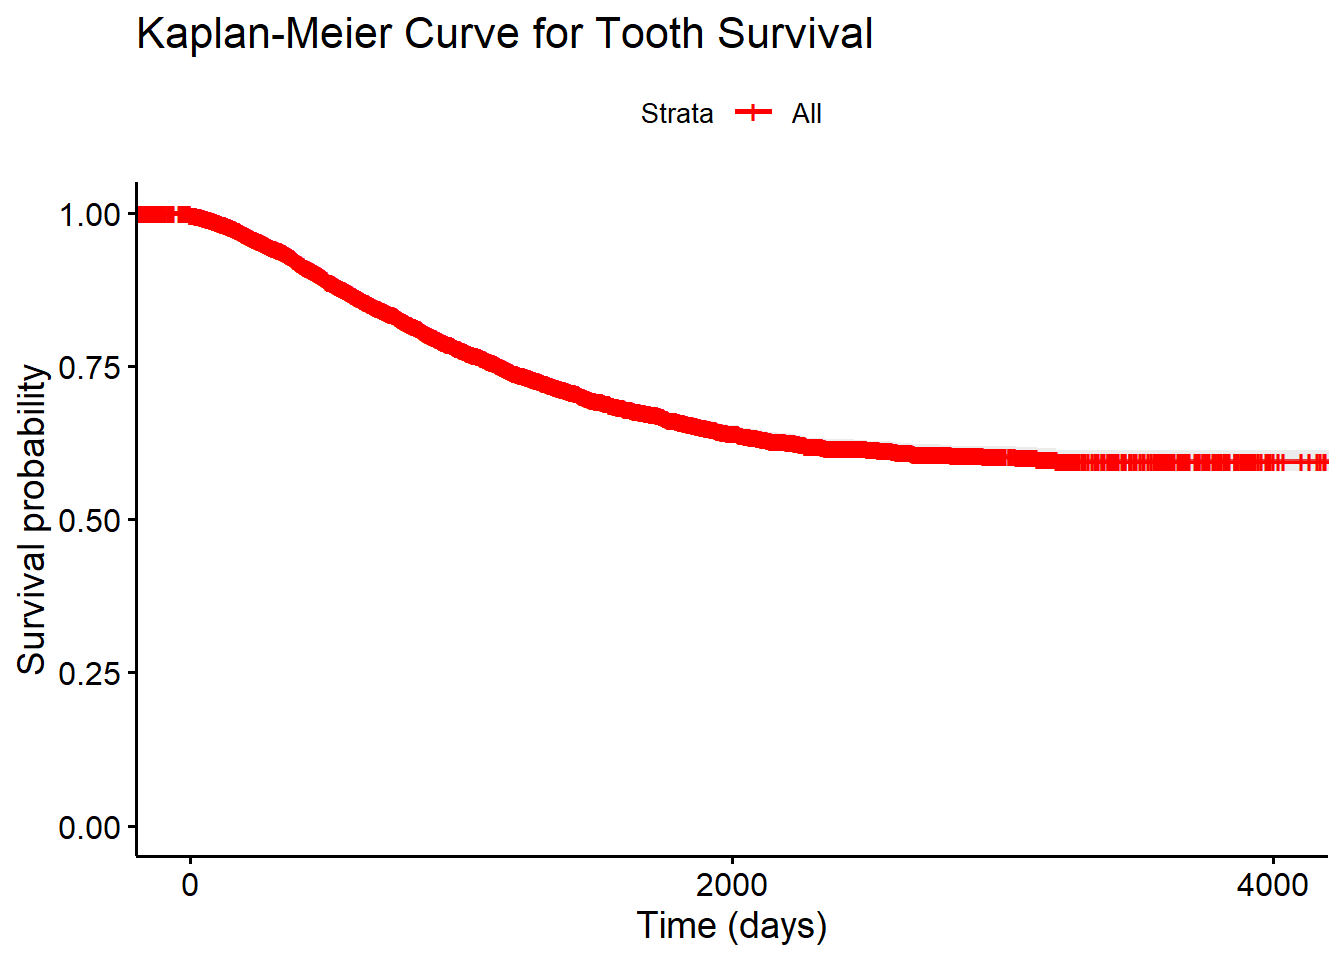 Kaplan-Meier Curve for Tooth Survival
Strata All
1.00
0.75
0.50
0.25
0.00
Survival probability
0 2000 4000
Time (days)